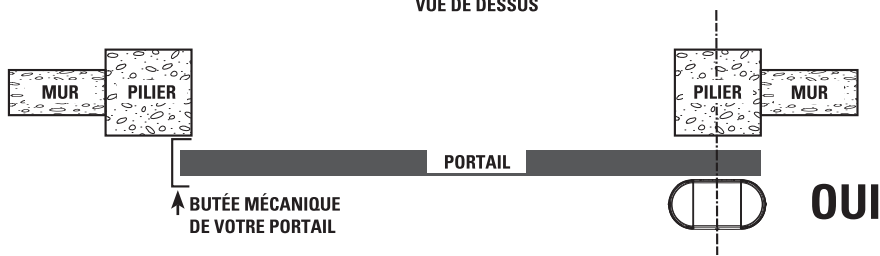 VUE DE DESSUS
MUR
PILIER
PILIER
MUR
PORTAIL
BUTÉE MÉCANIQUE
DE VOTRE PORTAIL
OUI